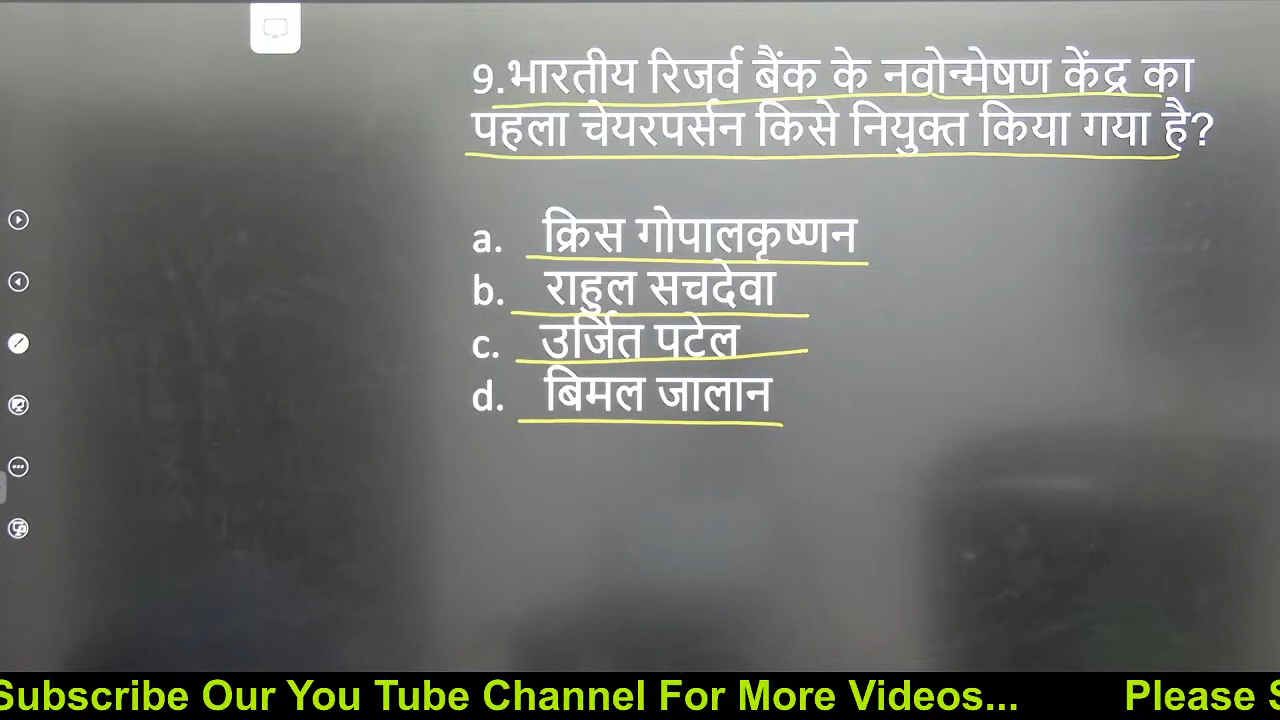 9.भारतीय रिजर्व बैंक के नवोन्मेषण केंद्र का
पहला चेयरपर्सन किसे नियुक्त किया गया है?
a. क्रिस गोपालकृष्णन
b. राहुल सचदेवा
c. उर्जित पटेल
d. बिमल जालान
Subscribe Our You Tube Channel For More Videos... Please S